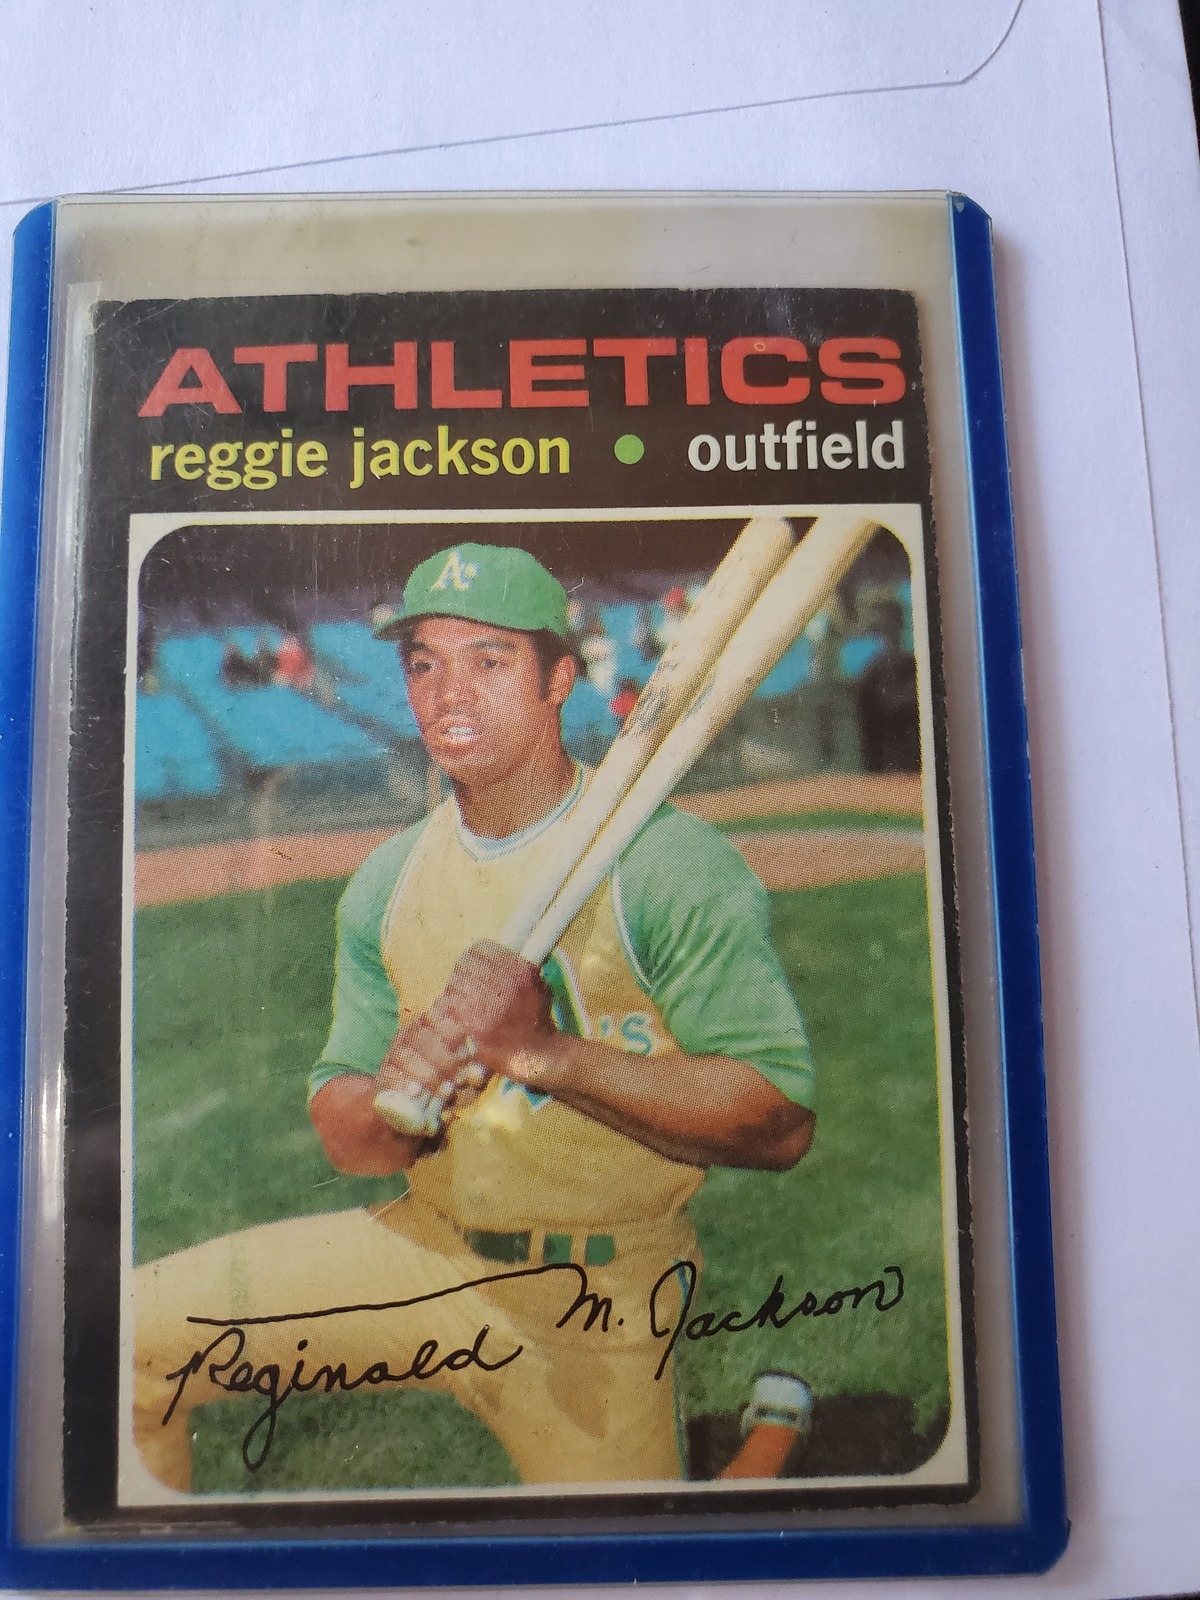 ATHLETICS
reggie jackson • outfield
A's
's
Reginald M. Jackson